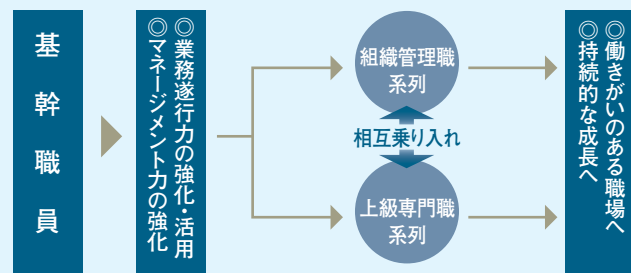 基幹職員
◎業務遂行力の強化・活用
◎マネージメント力の強化
組織管理職
系列
相互乗り入れ
上級専門職
系列
◎働きがいのある職場へ
◎持続的な成長へ